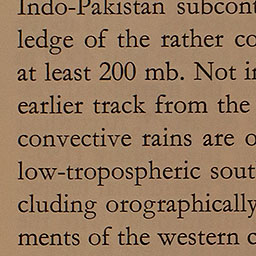 Indo-Pakistan subcont
ledge of the rather co
at least 200 mb. Not i
earlier track from the
convective rains are o
low-tropospheric sout
cluding orographically
ments of the western c